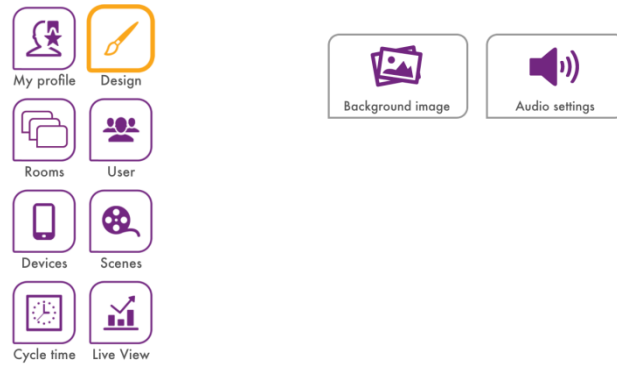 My profile
Design
Background image
Audio settings
Rooms
User
Devices
Scenes
Cycle time
Live View